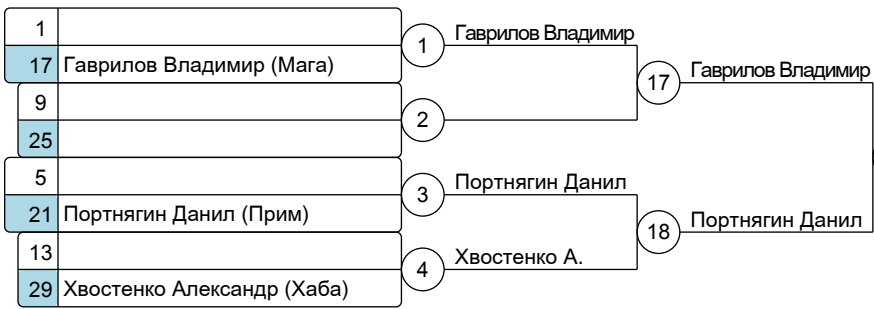 1
17 Гаврилов Владимир (Мага)
9
25
5
21 Портнягин Данил (Прим)
13
29 Хвостенко Александр (Хаба)
1
Гаврилов Владимир
2
3
Портнягин Данил
4
Хвостенко А.
17
Гаврилов Владимир
18
Портнягин Данил